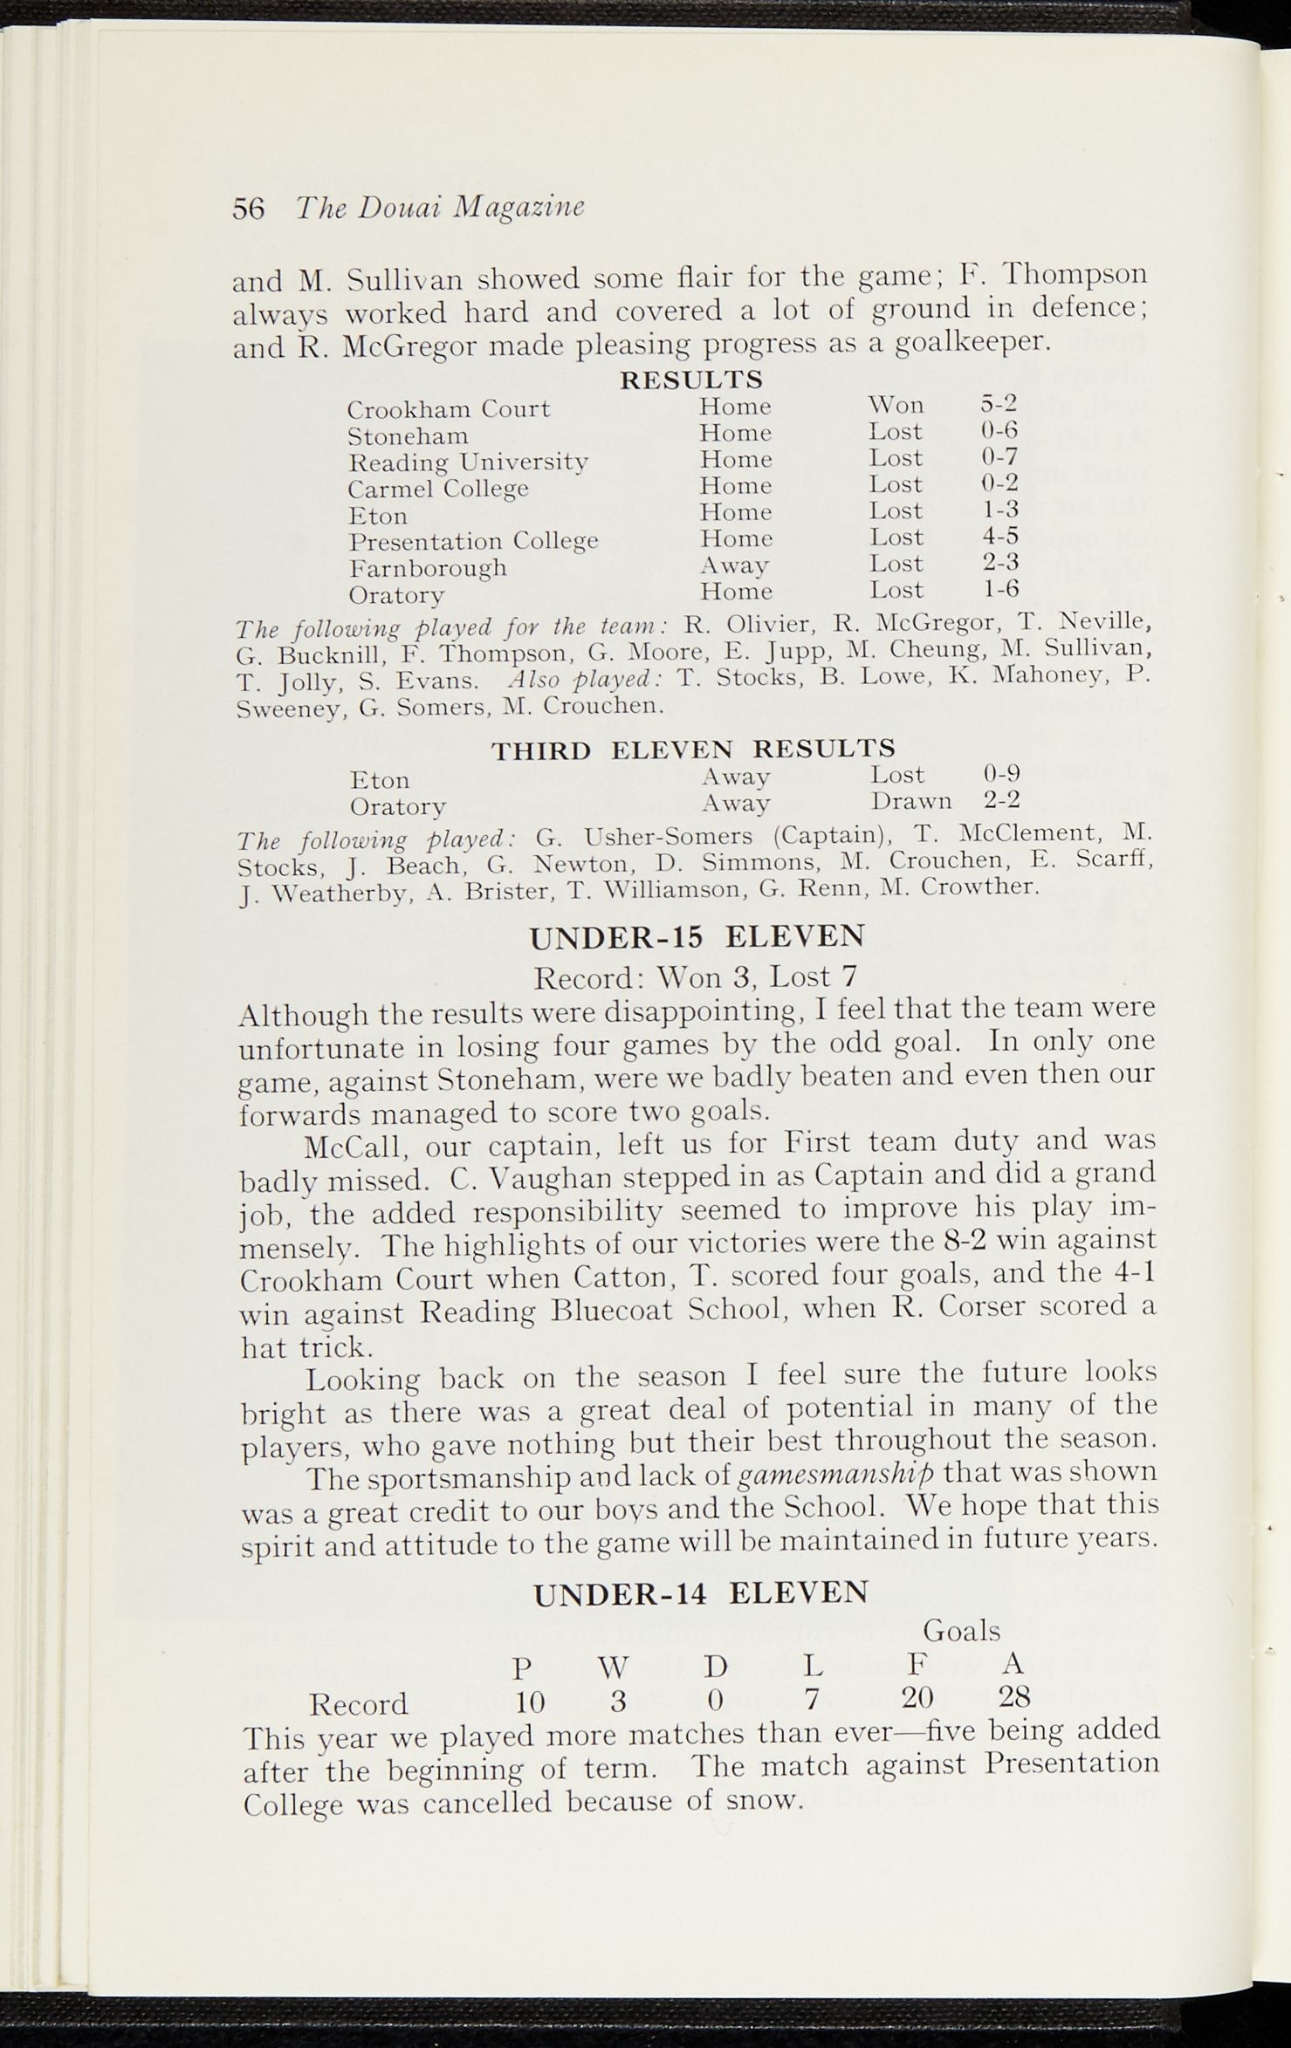 56 The Douai Magazine
and M. Sullivan showed some flair for the game; F. Thompson
always worked hard and covered a lot of ground in defence;
and R. McGregor made pleasing progress as a goalkeeper.
RESULTS
Crookham Court Home Won 5-2
Stoneham Home Lost 0-6
Reading University Home Lost 0-7
Carmel College Home Lost 0-2
Eton Home Lost 1-3
Presentation College Home Lost 4-5
Farnborough Away Lost 2-3
Oratory Home Lost 1-6
The following played for the team: R. Olivier, R. McGregor, T. Neville,
G. Bucknill, F. Thompson, G. Moore, E. Jupp, M. Cheung, M. Sullivan,
T. Jolly, S. Evans. Also played: T. Stocks, B. Lowe, K. Mahoney, P.
Sweeney, G. Somers, M. Crouchen.
THIRD ELEVEN RESULTS
Eton Away Lost 0-9
Oratory Away Drawn 2-2
The following played: G. Usher-Somers (Captain), T. McClement, M.
Stocks, J. Beach, G. Newton, D. Simmons, M. Crouchen, E. Scarff,
J. Weatherby, A. Brister, T. Williamson, G. Renn, M. Crowther.
UNDER-15 ELEVEN
Record: Won 3, Lost 7
Although the results were disappointing, I feel that the team were
unfortunate in losing four games by the odd goal. In only one
game, against Stoneham, were we badly beaten and even then our
forwards managed to score two goals.
McCall, our captain, left us for First team duty and was
badly missed. C. Vaughan stepped in as Captain and did a grand
job, the added responsibility seemed to improve his play im-
mensely. The highlights of our victories were the 8-2 win against
Crookham Court when Catton, T. scored four goals, and the 4-1
win against Reading Bluecoat School, when R. Corser scored a
hat trick.
Looking back on the season I feel sure the future looks
bright as there was a great deal of potential in many of the
players, who gave nothing but their best throughout the season.
The sportsmanship and lack of gamesmanship that was shown
was a great credit to our boys and the School. We hope that this
spirit and attitude to the game will be maintained in future years.
UNDER-14 ELEVEN
Goals
P W D L F A
Record 10 3 0 7 20 28
This year we played more matches than ever—five being added
after the beginning of term. The match against Presentation
College was cancelled because of snow.